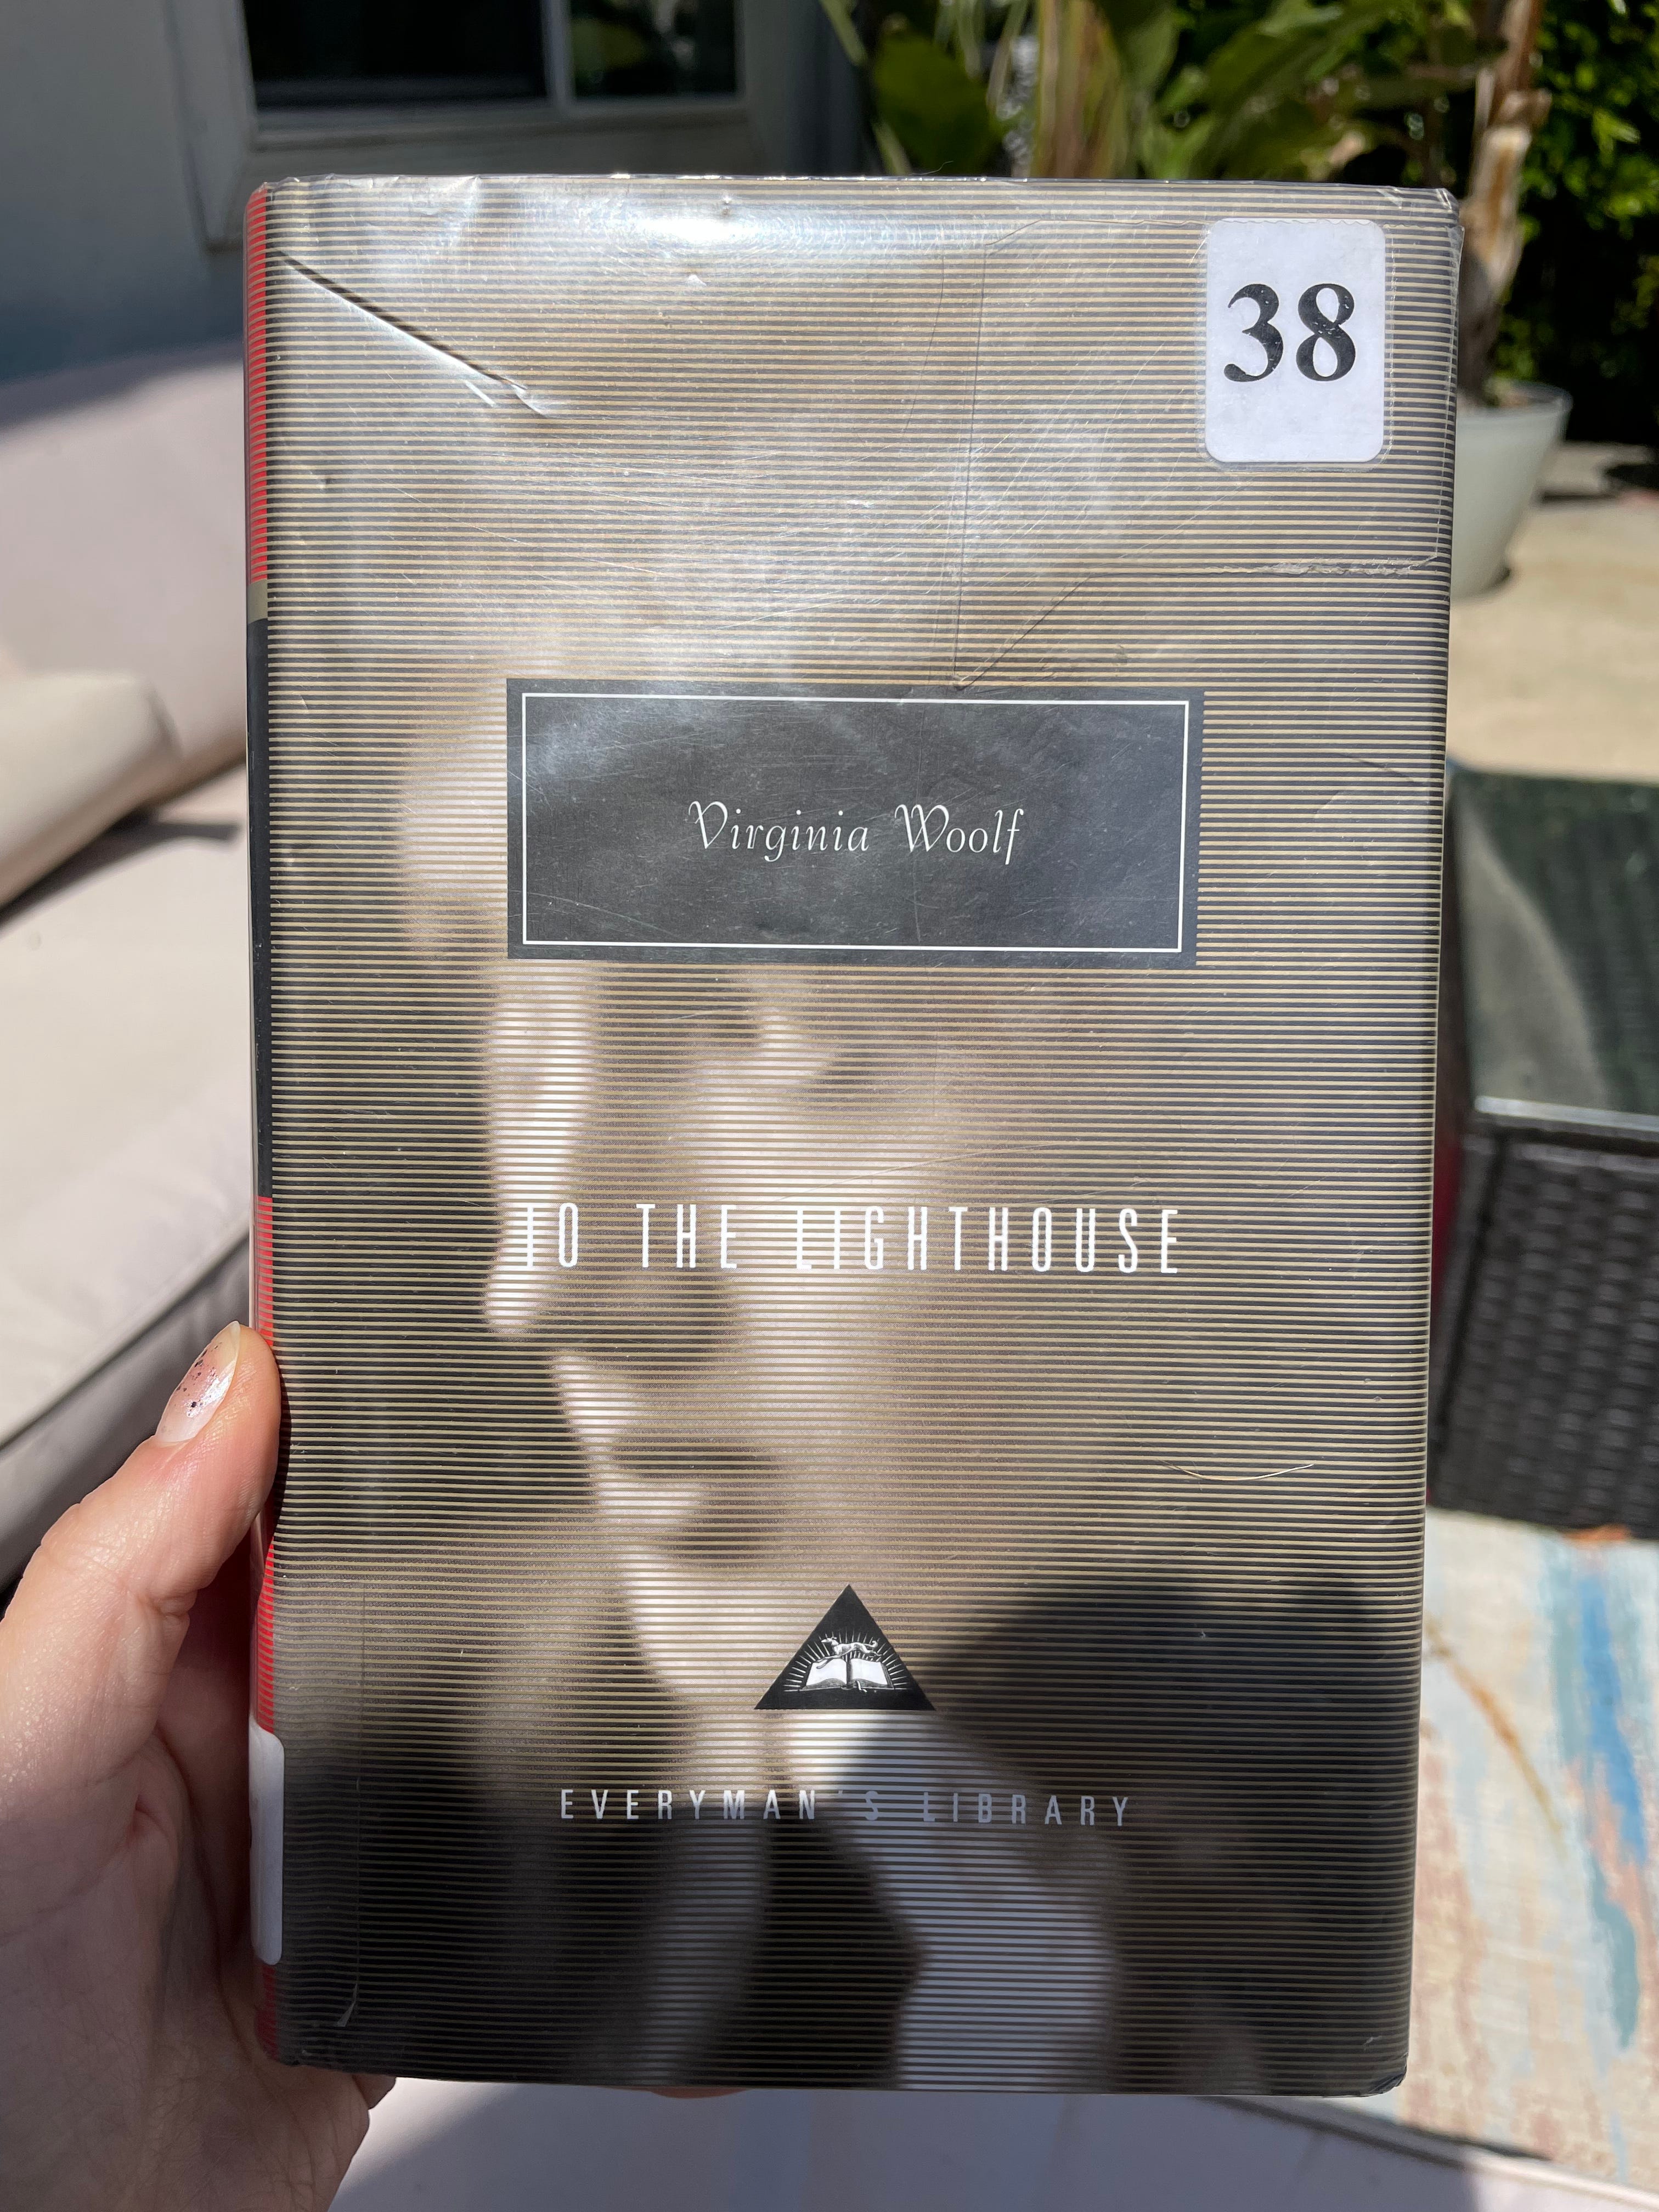 38
Virginia Woolf
TO THE LIGHTHOUSE
EVERYMAN'S LIBRARY